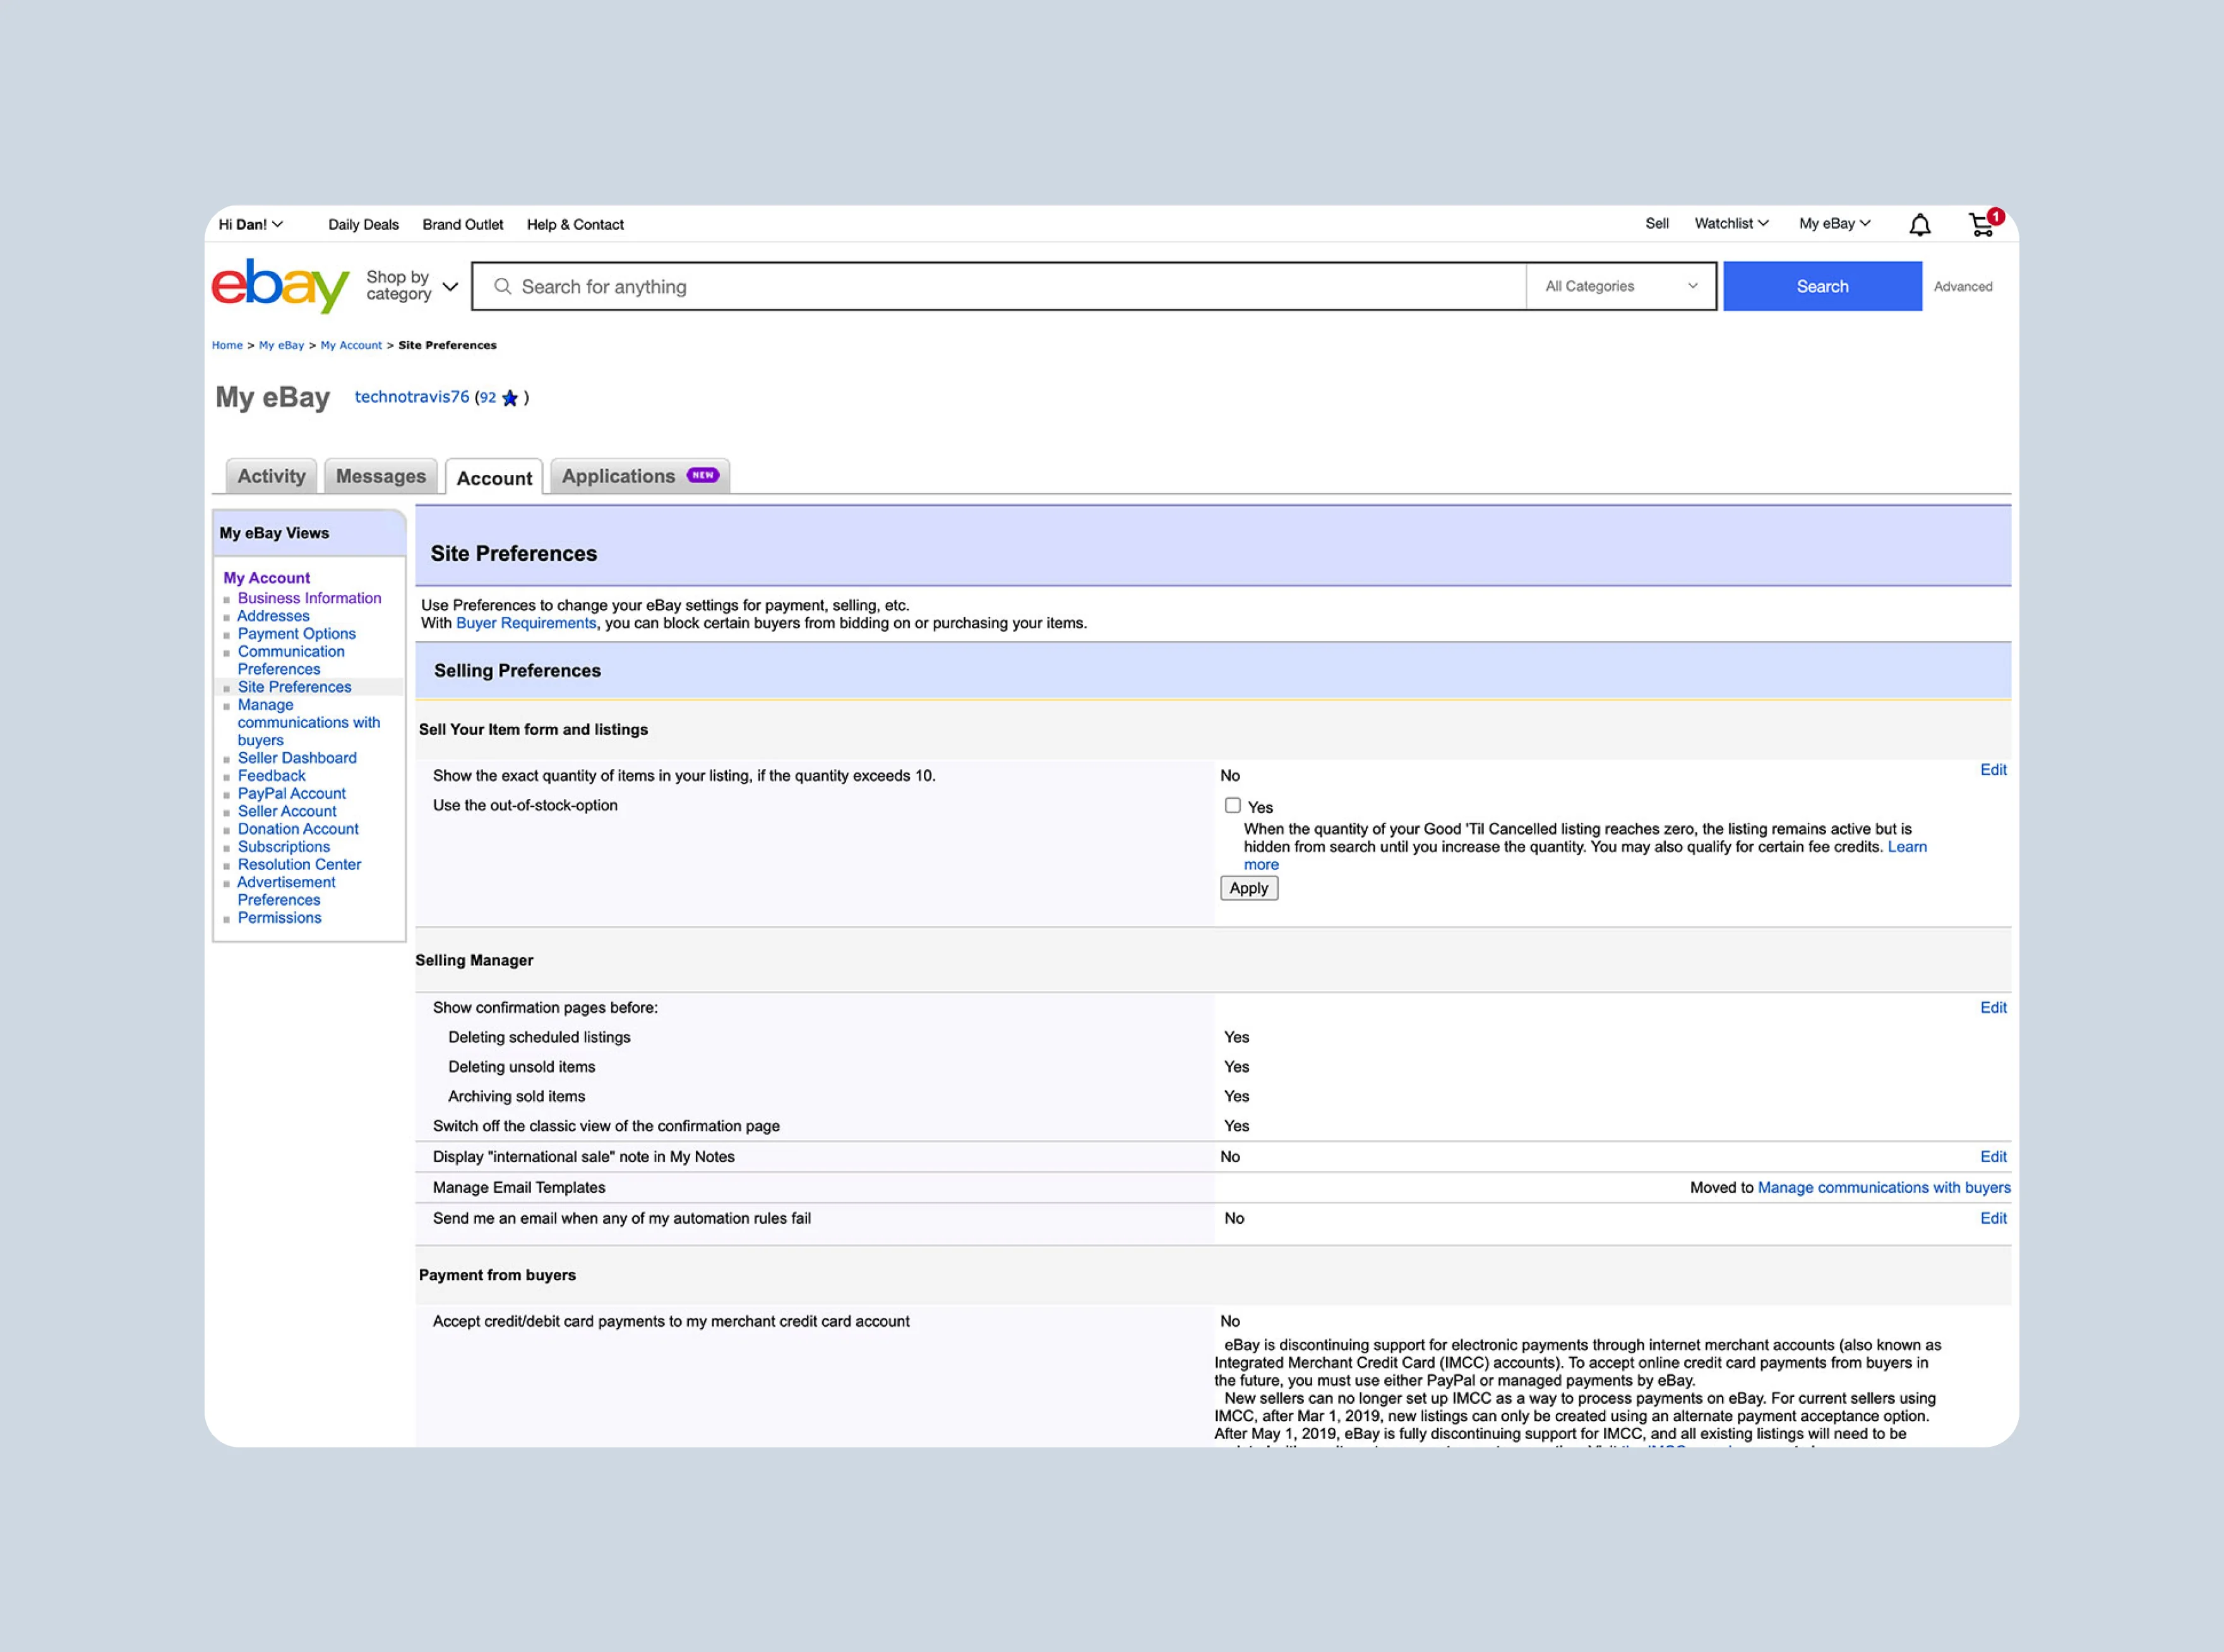 Hi Dan!
Daily Deals
Brand Outlet
Help & Contact
Sell
Watchlist
My eBay
1
ebay
Shop by
category
Search for anything
All Categories
Search
Advanced
Home > My eBay > My Account > Site Preferences
My eBay
technotravis76 (92 ★ )
Activity
Messages
Account
Applications NEW
My eBay Views
My Account
Business Information
Addresses
Payment Options
Communication
Preferences
Site Preferences
Manage
communications with
buyers
Seller Dashboard
Feedback
PayPal Account
Seller Account
Donation Account
Subscriptions
Resolution Center
Advertisement
Preferences
Permissions
Site Preferences
Use Preferences to change your eBay settings for payment, selling, etc.
With Buyer Requirements, you can block certain buyers from bidding on or purchasing your items.
Selling Preferences
Sell Your Item form and listings
Show the exact quantity of items in your listing, if the quantity exceeds 10.
No
Edit
Use the out-of-stock-option
Yes
When the quantity of your Good 'Til Cancelled listing reaches zero, the listing remains active but is
hidden from search until you increase the quantity. You may also qualify for certain fee credits. Learn
more
Apply
Selling Manager
Show confirmation pages before:
Edit
Deleting scheduled listings
Yes
Deleting unsold items
Yes
Archiving sold items
Yes
Switch off the classic view of the confirmation page
Yes
Display "international sale" note in My Notes
No
Edit
Manage Email Templates
Moved to Manage communications with buyers
Send me an email when any of my automation rules fail
No
Edit
Payment from buyers
Accept credit/debit card payments to my merchant credit card account
No
eBay is discontinuing support for electronic payments through internet merchant accounts (also known as
Integrated Merchant Credit Card (IMCC) accounts). To accept online credit card payments from buyers in
the future, you must use either PayPal or managed payments by eBay.
New sellers can no longer set up IMCC as a way to process payments on eBay. For current sellers using
IMCC, after Mar 1, 2019, new listings can only be created using an alternate payment acceptance option.
After May 1, 2019, eBay is fully discontinuing support for IMCC, and all existing listings will need to be